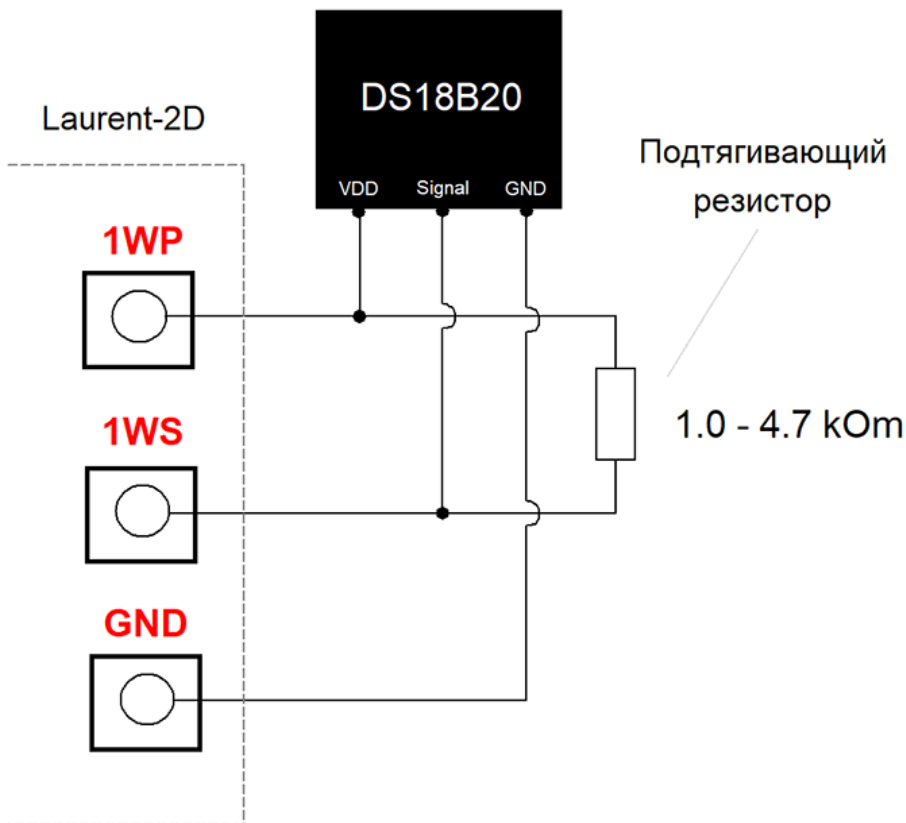 DS18B20
VDD Signal GND
Laurent-2D
Подтягивающий
резистор
1WP
1.0 - 4.7 kOm
1WS
GND